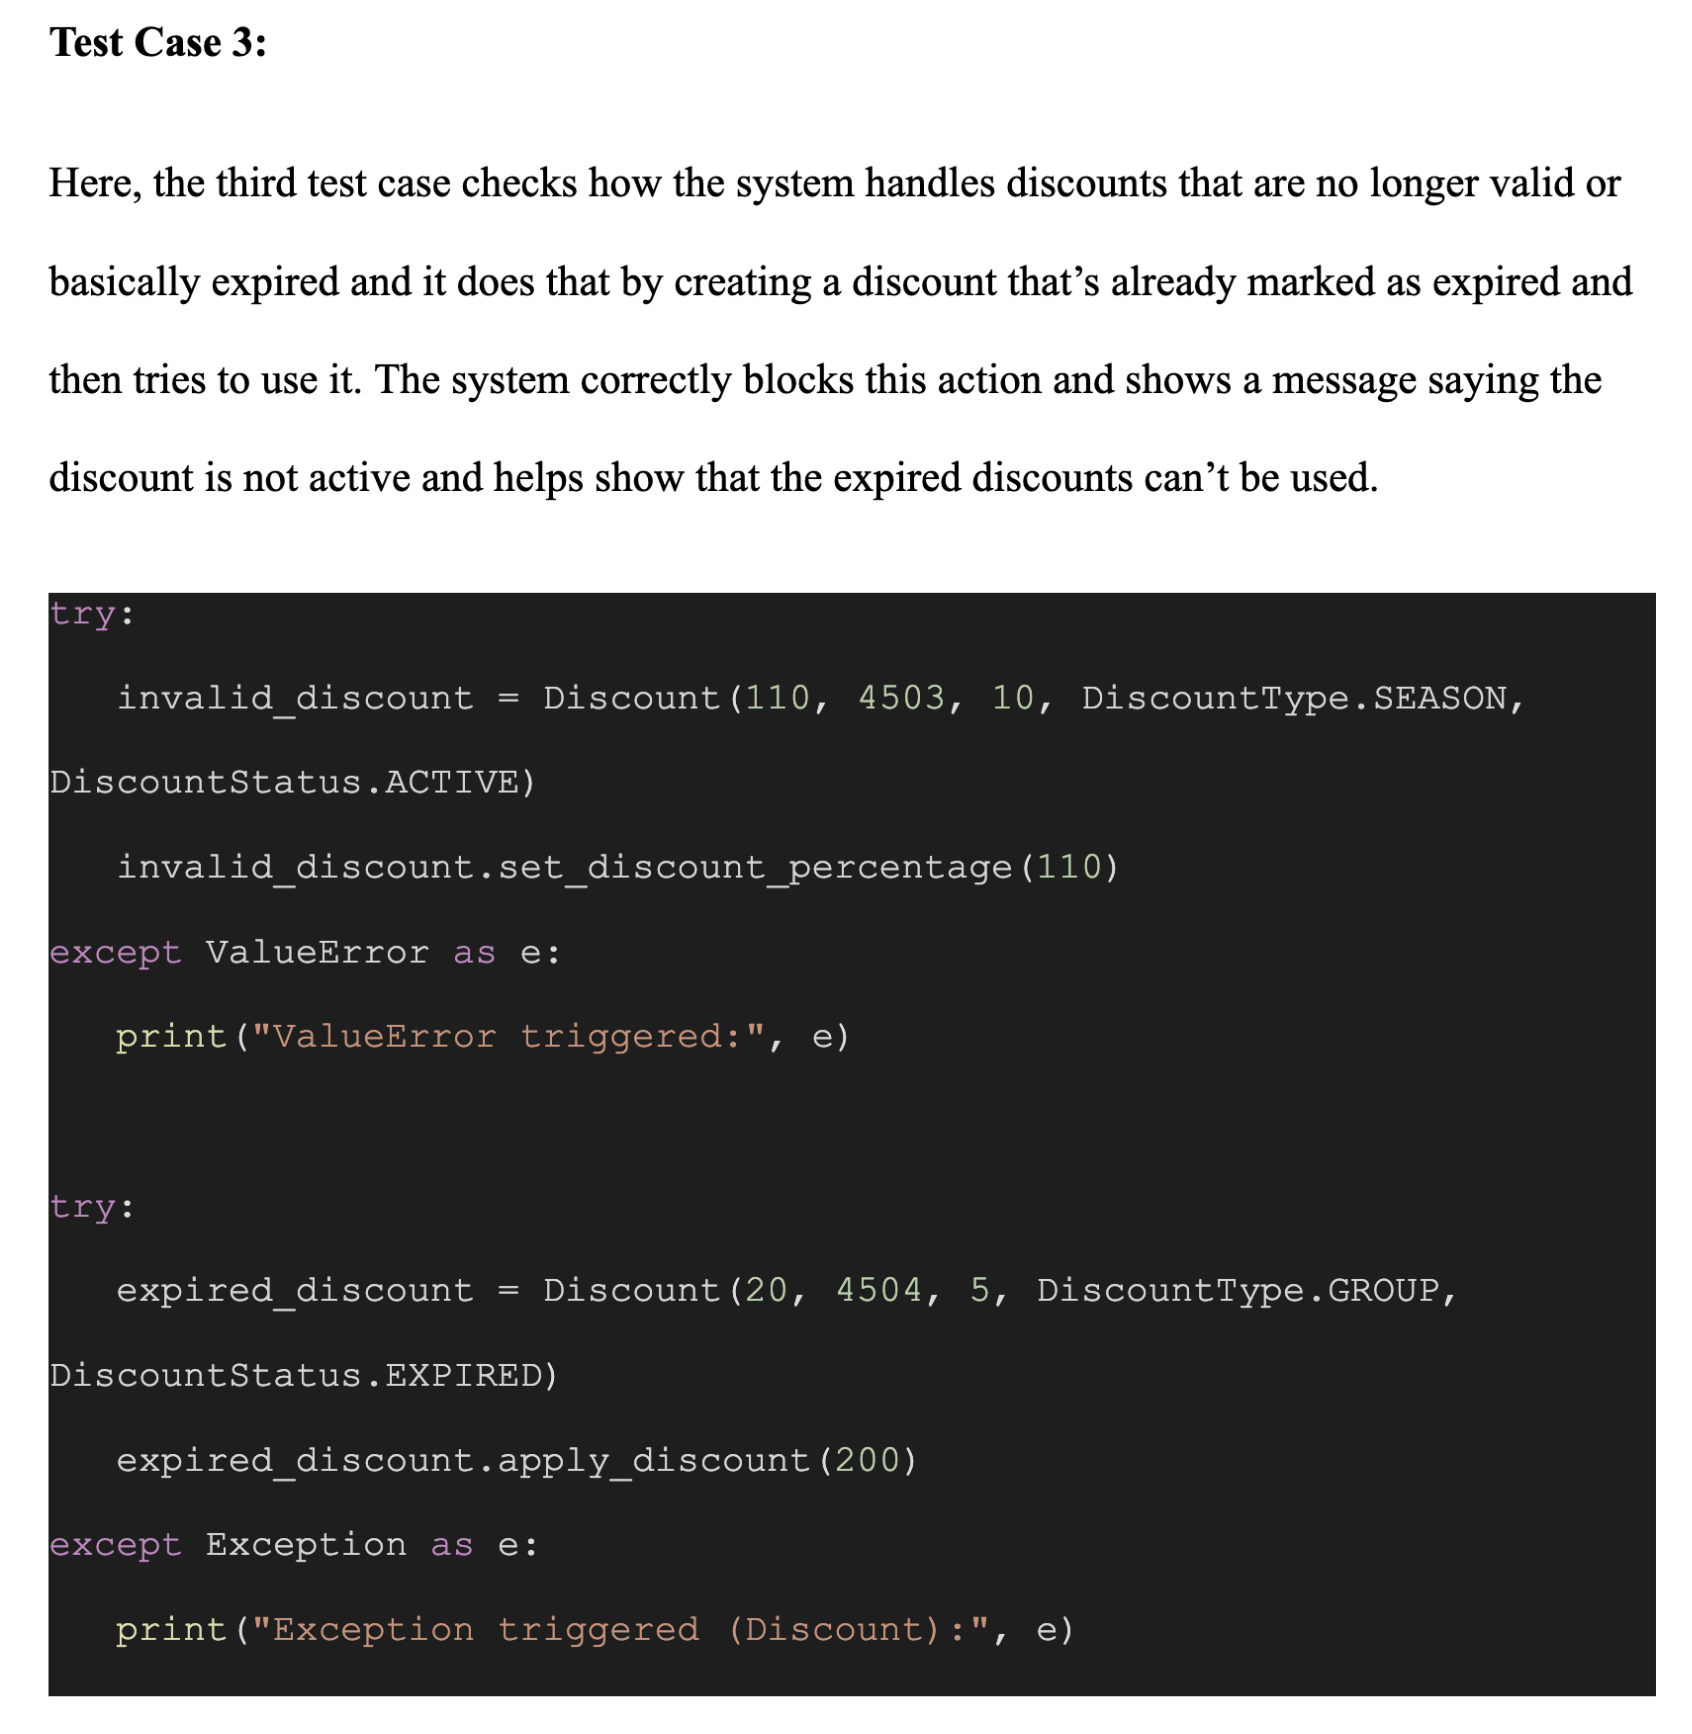 Test Case 3:
Here, the third test case checks how the system handles discounts that are no longer valid or
basically expired and it does that by creating a discount that’s already marked as expired and
then tries to use it. The system correctly blocks this action and shows a message saying the
discount is not active and helps show that the expired discounts can’t be used.
try:
   invalid_discount = Discount(110, 4503, 10, DiscountType.SEASON,
DiscountStatus.ACTIVE)
   invalid_discount.set_discount_percentage(110)
except ValueError as e:
   print("ValueError triggered:", e)
try:
   expired_discount = Discount(20, 4504, 5, DiscountType.GROUP,
DiscountStatus.EXPIRED)
   expired_discount.apply_discount(200)
except Exception as e:
   print("Exception triggered (Discount):", e)